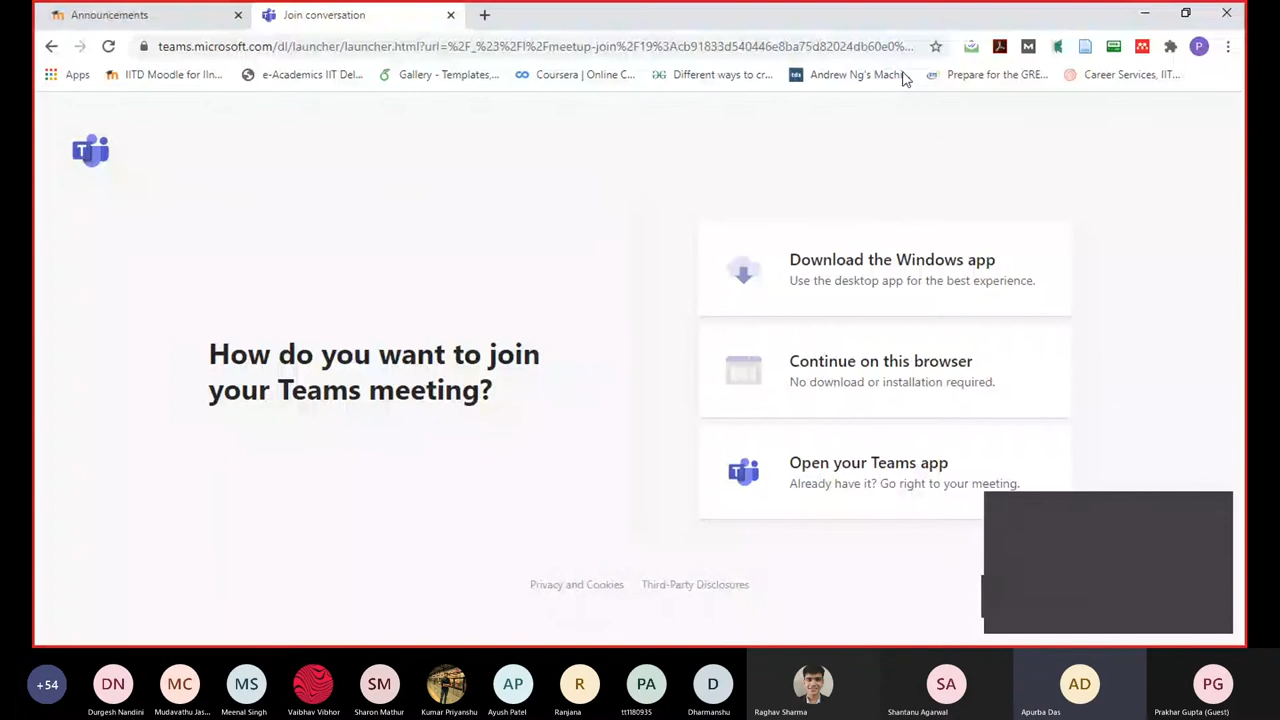 Announcements
Join conversation
teams.microsoft.com/dl/launcher/launcher.html?url=%2F_%23%2Fl%2Fmeetup-join%2F19%3Acb91833d540446e8ba75d82024db60e0%...
P
Apps
IITD Moodle for IIn...
e-Academics IIT Del...
Gallery - Templates,...
Coursera | Online C...
Different ways to cr...
Andrew Ng's Machi
Prepare for the GRE...
Career Services, IIT...
T
How do you want to join
your Teams meeting?
Download the Windows app
Use the desktop app for the best experience.
Continue on this browser
No download or installation required.
Open your Teams app
Already have it? Go right to your meeting.
Privacy and Cookies
Third-Party Disclosures
+54
DN
Durgesh Nandini
MC
Mudavathu Jas...
MS
Meenal Singh
Vaibhav Vibhor
SM
Sharon Mathur
Kumar Priyanshu
AP
Ayush Patel
R
Ranjana
PA
tt1180935
D
Dharmanshu
Raghav Sharma
SA
Shantanu Agarwal
AD
Apurba Das
PG
Prakhar Gupta (Guest)